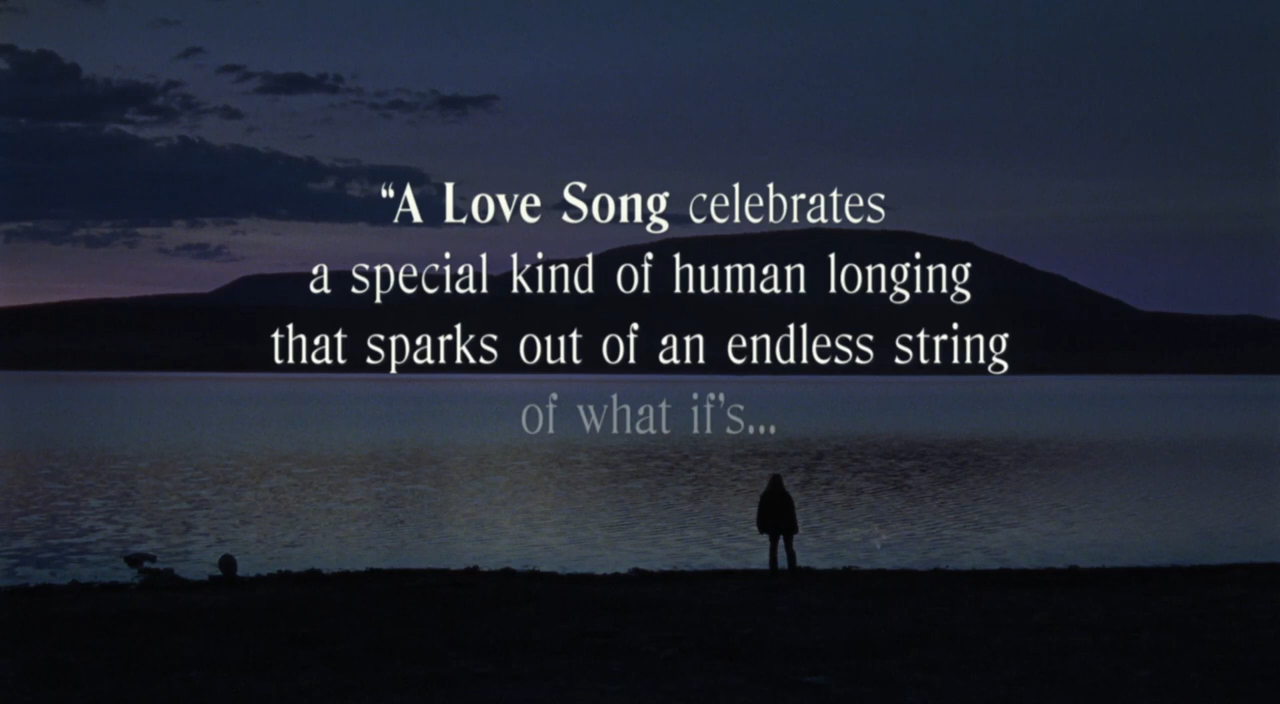 “A Love Song celebrates
a special kind of human longing
that sparks out of an endless string
of what if’s...